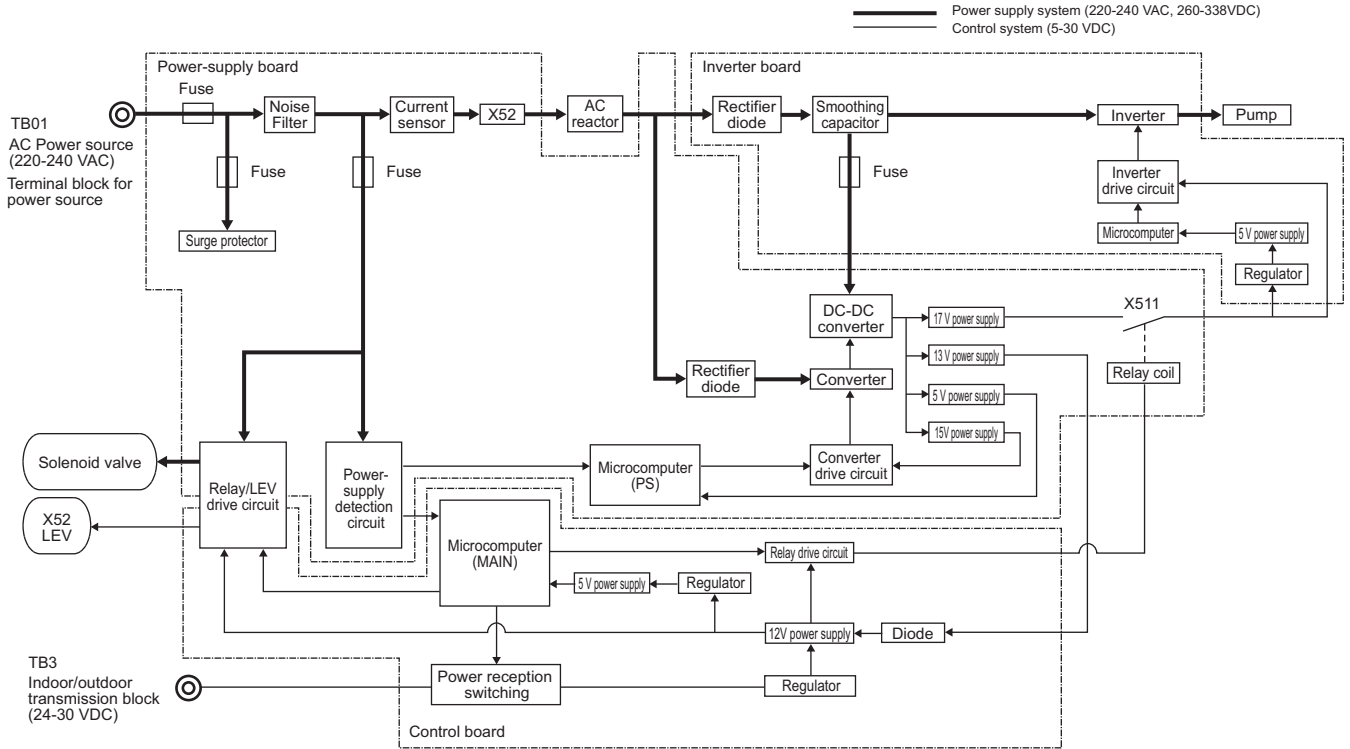 Power supply system (220-240 VAC, 260-338VDC)
Control system (5-30 VDC)
Power-supply board
Inverter board
Fuse
TB01
AC Power source
(220-240 VAC)
Terminal block for
power source
Noise
Filter
Current
sensor
X52
AC
reactor
Rectifier
diode
Smoothing
capacitor
Inverter
Pump
Fuse
Fuse
Fuse
Surge protector
Inverter
drive circuit
Microcomputer
5 V power supply
Regulator
DC-DC
converter
17 V power supply
X511
13 V power supply
Relay coil
Rectifier
diode
Converter
5 V power supply
15V power supply
Solenoid valve
Relay/LEV
drive circuit
Power-
supply
detection
circuit
Microcomputer
(PS)
Converter
drive circuit
X52
LEV
Microcomputer
(MAIN)
Relay drive circuit
5 V power supply
Regulator
12V power supply
Diode
TB3
Indoor/outdoor
transmission block
(24-30 VDC)
Power reception
switching
Regulator
Control board